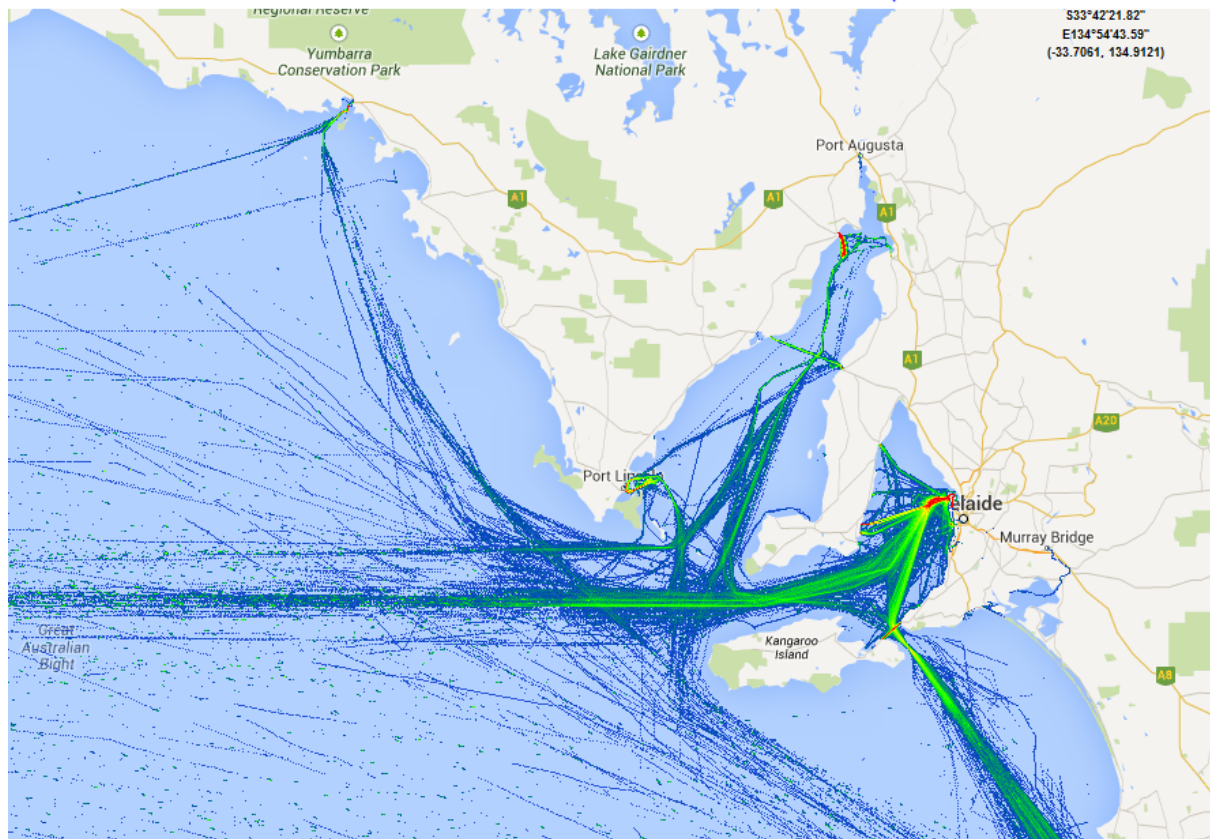 Regional Reserve
S33°42'21.82"
E134°54'43.59"
(-33.7061, 134.9121)
Yumbarra
Conservation Park
Lake Gairdner
National Park
Port Augusta
A1
A1
A1
A1
A20
Port Lin
elaide
Murray Bridge
Great
Australian
Bight
Kangaroo
Island
A8